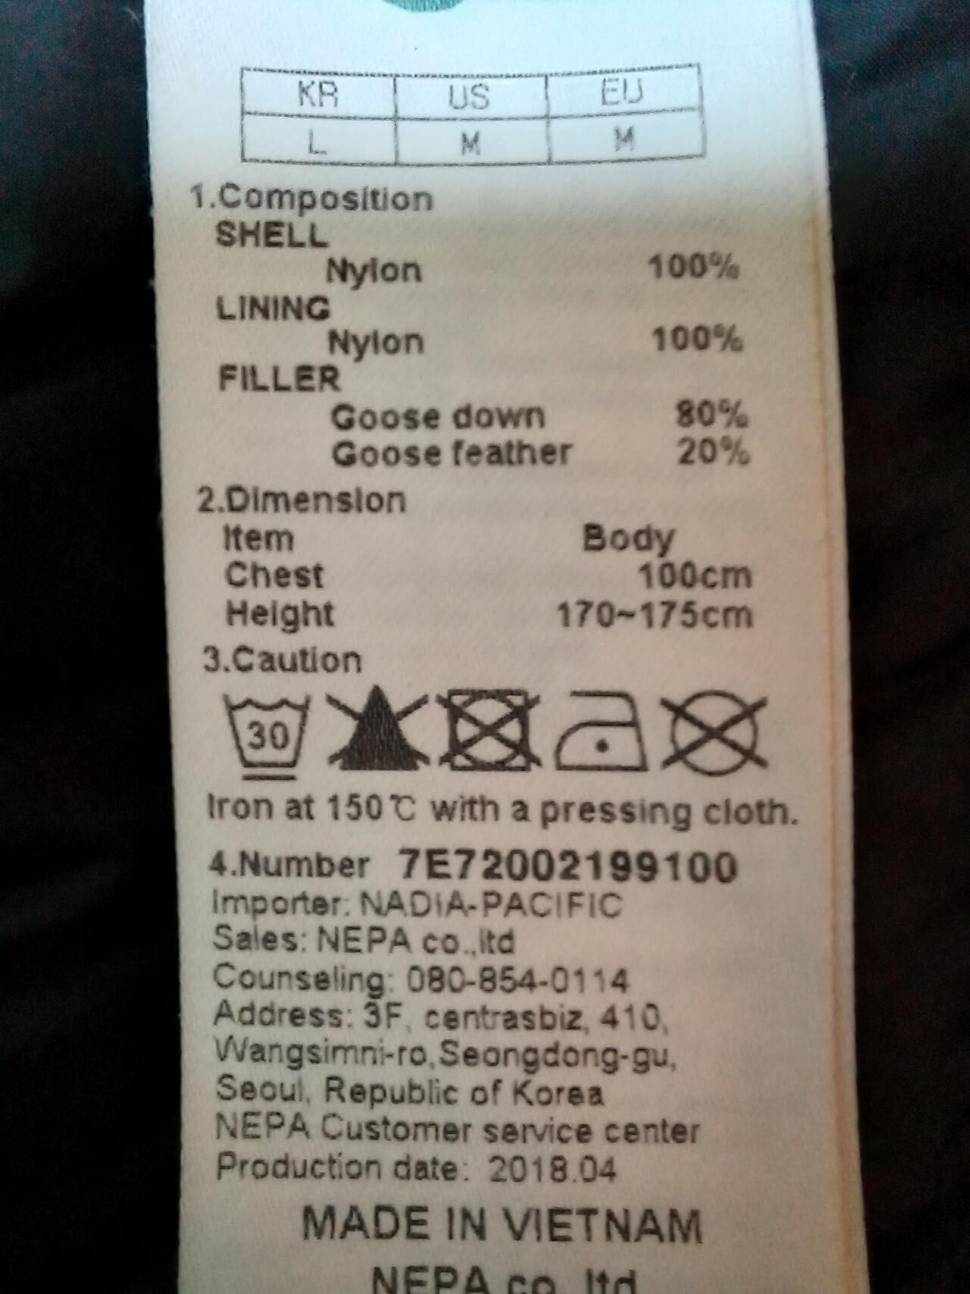 KR US EU
L M M
1.Composition
SHELL
Nylon 100%
LINING
Nylon 100%
FILLER
Goose down 80%
Goose feather 20%
2.Dimension
Item Body
Chest 100cm
Height 170~175cm
3.Caution
30
Iron at 150℃ with a pressing cloth.
4.Number 7E72002199100
Importer: NADIA-PACIFIC
Sales: NEPA co.,ltd
Counseling: 080-854-0114
Address: 3F, centrasbiz, 410,
Wangsimni-ro,Seongdong-gu,
Seoul, Republic of Korea
NEPA Customer service center
Production date: 2018.04
MADE IN VIETNAM
NEPA co.,ltd